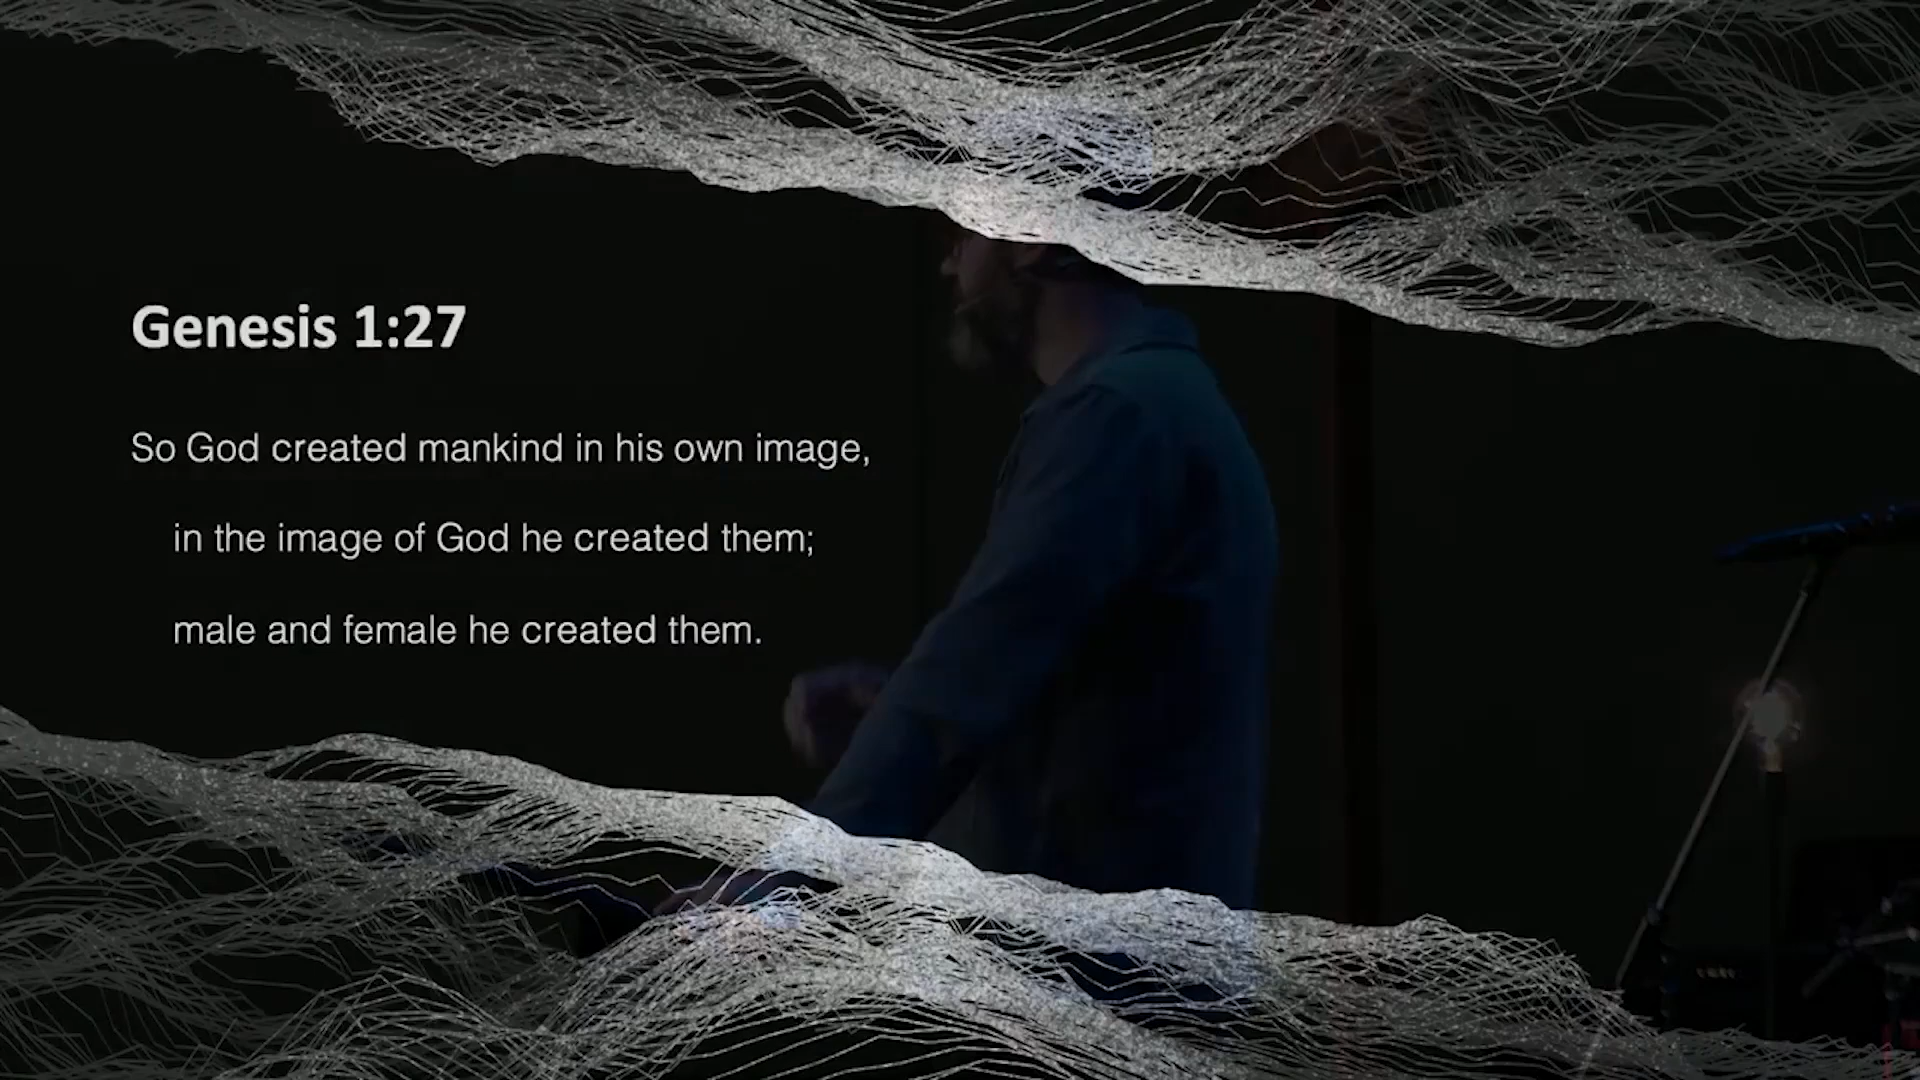 Genesis 1:27
So God created mankind in his own image,
in the image of God he created them;
male and female he created them.